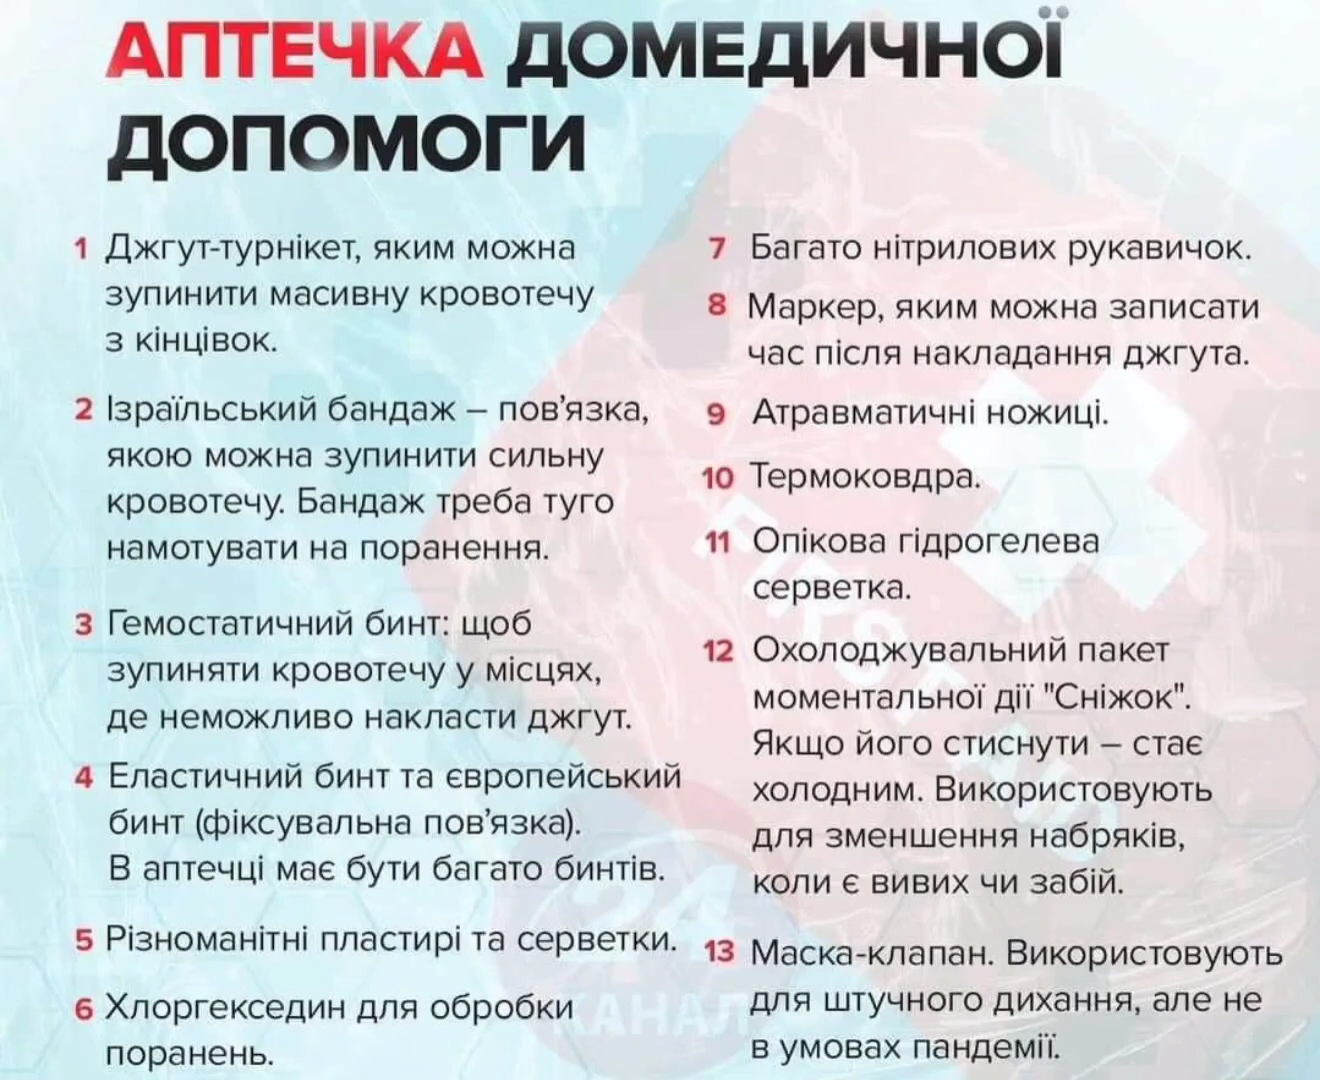 АПТЕЧКА ДОМЕДИЧНОЇ
ДОПОМОГИ
1 Джгут-турнікет, яким можна
зупинити масивну кровотечу
з кінцівок.
2 Ізраїльський бандаж – пов'язка,
якою можна зупинити сильну
кровотечу. Бандаж треба туго
намотувати на поранення.
3 Гемостатичний бинт: щоб
зупиняти кровотечу у місцях,
де неможливо накласти джгут.
4 Еластичний бинт та європейський
бинт (фіксувальна пов'язка).
В аптечці має бути багато бинтів.
5 Різноманітні пластирі та серветки.
6 Хлоргекседин для обробки
поранень.
7 Багато нітрилових рукавичок.
8 Маркер, яким можна записати
час після накладання джгута.
9 Атравматичні ножиці.
10 Термоковдра.
11 Опікова гідрогелева
серветка.
12 Охолоджувальний пакет
моментальної дії "Сніжок".
Якщо його стиснути – стає
холодним. Використовують
для зменшення набряків,
коли є вивих чи забій.
13 Маска-клапан. Використовують
для штучного дихання, але не
в умовах пандемії.
FIRST AID
24
КАНАЛ